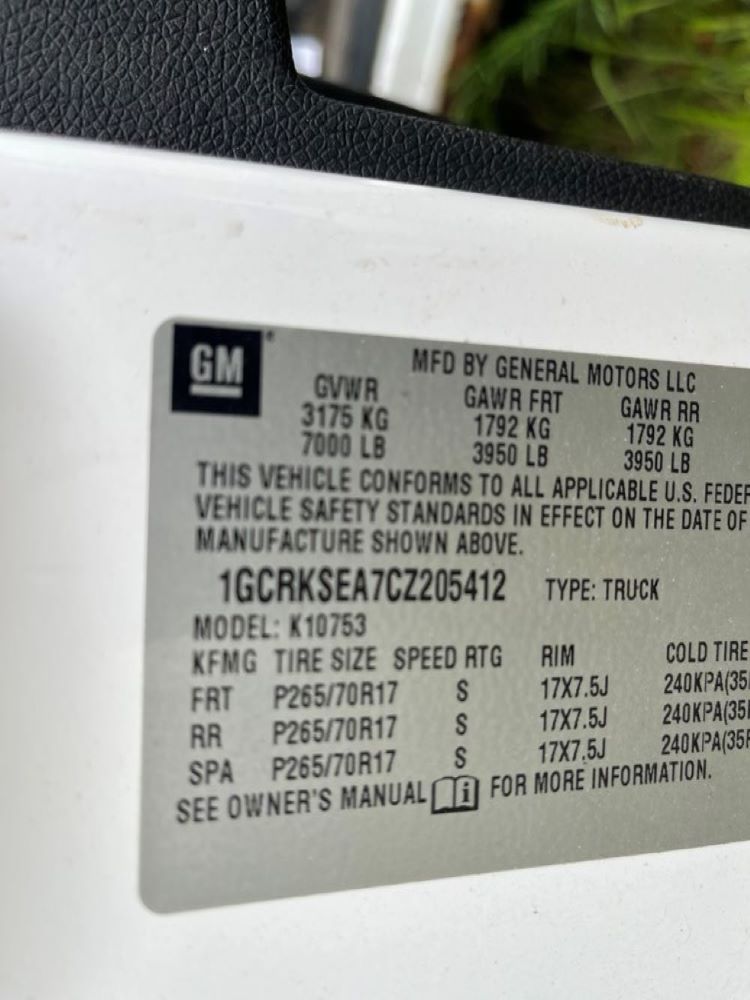 GM
MFD BY GENERAL MOTORS LLC
GVWR GAWR FRT GAWR RR
3175 KG 1792 KG 1792 KG
7000 LB 3950 LB 3950 LB
THIS VEHICLE CONFORMS TO ALL APPLICABLE U.S. FEDER
VEHICLE SAFETY STANDARDS IN EFFECT ON THE DATE OF
MANUFACTURE SHOWN ABOVE.
1GCRKSEA7CZ205412 TYPE: TRUCK
MODEL: K10753
KFMG TIRE SIZE SPEED RTG RIM COLD TIRE
FRT P265/70R17 S 17X7.5J 240KPA(35
RR P265/70R17 S 17X7.5J 240KPA(35
SPA P265/70R17 S 17X7.5J 240KPA(35
SEE OWNER'S MANUAL i FOR MORE INFORMATION.